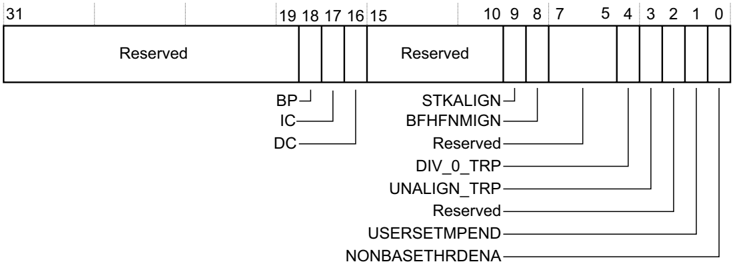 31 19 18 17 16 15 10 9 8 7 5 4 3 2 1 0
Reserved Reserved
BP STKALIGN
IC BFHFNMIGN
DC Reserved
DIV_0_TRP
UNALIGN_TRP
Reserved
USERSETMPEND
NONBASETHRDENA